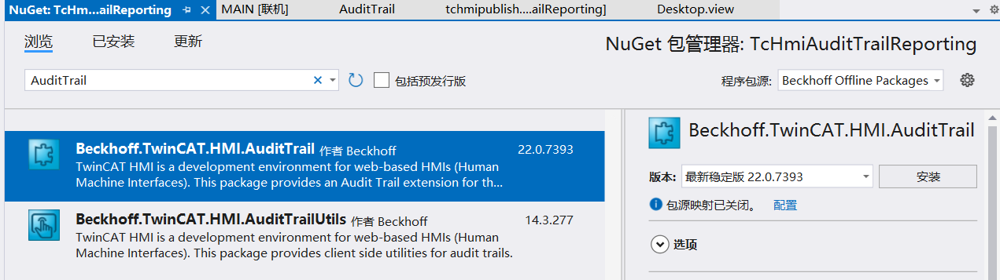 NuGet: TcHm...ailReporting
MAIN [联机]
AuditTrail
tchmipublish....ailReporting]
Desktop.view
浏览
已安装
更新
NuGet 包管理器: TcHmiAuditTrailReporting
AuditTrail
包括预发行版
程序包源: Beckhoff Offline Packages
Beckhoff.TwinCAT.HMI.AuditTrail 作者 Beckhoff 22.0.7393
TwinCAT HMI is a development environment for web-based HMIs (Human
Machine Interfaces). This package provides an Audit Trail extension for th...
Beckhoff.TwinCAT.HMI.AuditTrailUtils 作者 Beckhoff 14.3.277
TwinCAT HMI is a development environment for web-based HMIs (Human
Machine Interfaces). This package provides client side utilities for audit trails.
Beckhoff.TwinCAT.HMI.AuditTrail
版本: 最新稳定版 22.0.7393 安装
包源映射已关闭。 配置
选项